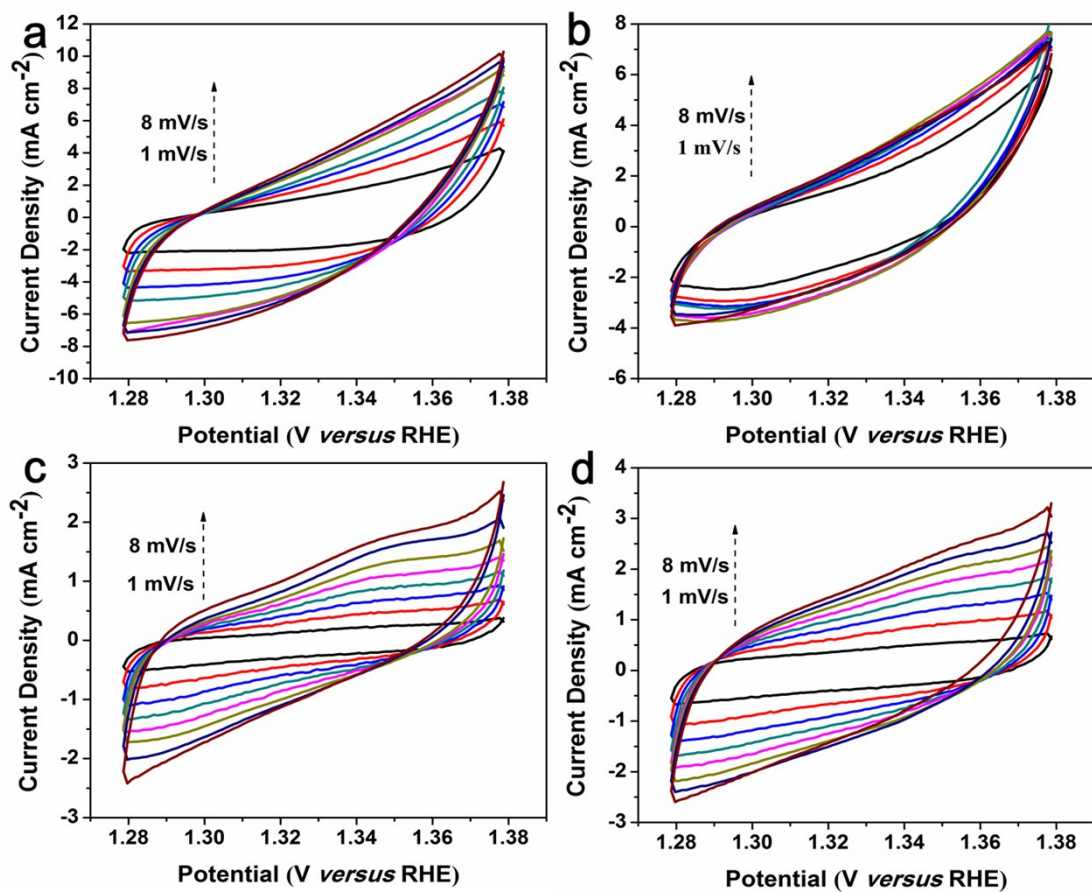 a
Current Density (mA cm-2)
12
10
8
6
4
2
0
-2
-4
-6
-8
-10
8 mV/s
1 mV/s
1.28 1.30 1.32 1.34 1.36 1.38
Potential (V versus RHE)
b
Current Density (mA cm-2)
8
6
4
2
0
-2
-4
-6
8 mV/s
1 mV/s
1.28 1.30 1.32 1.34 1.36 1.38
Potential (V versus RHE)
c
Current Density (mA cm-2)
3
2
1
0
-1
-2
-3
8 mV/s
1 mV/s
1.28 1.30 1.32 1.34 1.36 1.38
Potential (V versus RHE)
d
Current Density (mA cm-2)
4
3
2
1
0
-1
-2
-3
8 mV/s
1 mV/s
1.28 1.30 1.32 1.34 1.36 1.38
Potential (V versus RHE)